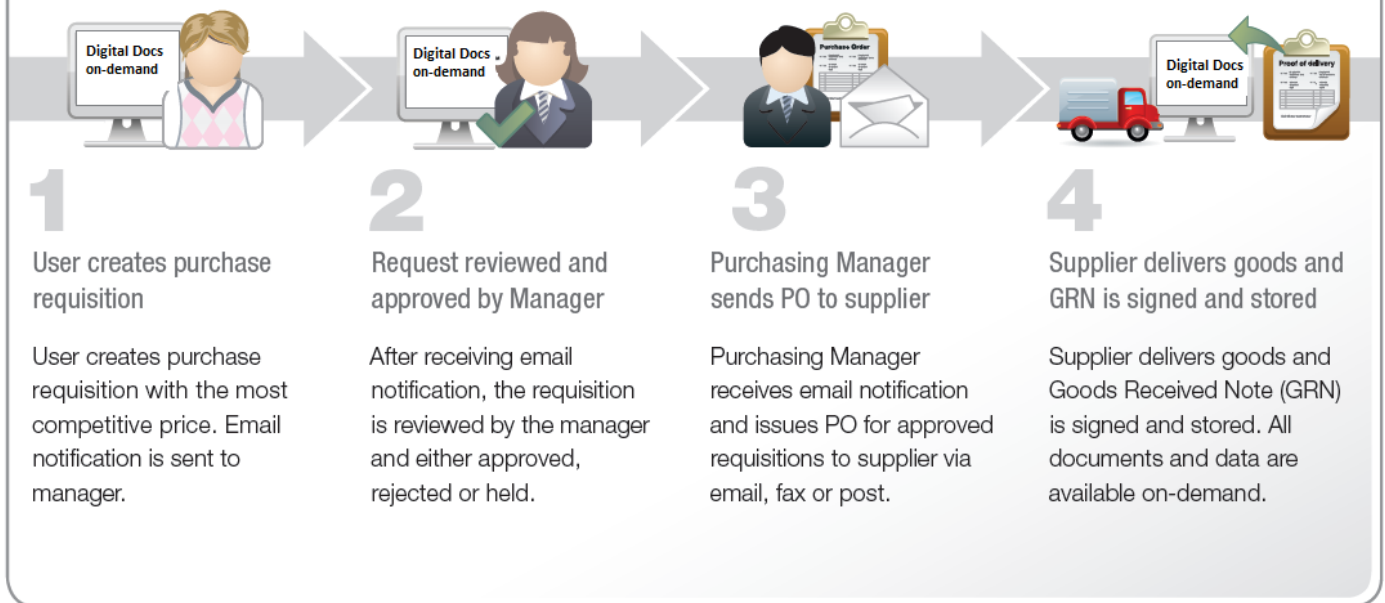 Digital Docs
on-demand
Digital Docs
on-demand
Purchase Order
Digital Docs
on-demand
Proof of delivery
1
User creates purchase
requisition
User creates purchase
requisition with the most
competitive price. Email
notification is sent to
manager.
2
Request reviewed and
approved by Manager
After receiving email
notification, the requisition
is reviewed by the manager
and either approved,
rejected or held.
3
Purchasing Manager
sends PO to supplier
Purchasing Manager
receives email notification
and issues PO for approved
requisitions to supplier via
email, fax or post.
4
Supplier delivers goods and
GRN is signed and stored
Supplier delivers goods and
Goods Received Note (GRN)
is signed and stored. All
documents and data are
available on-demand.